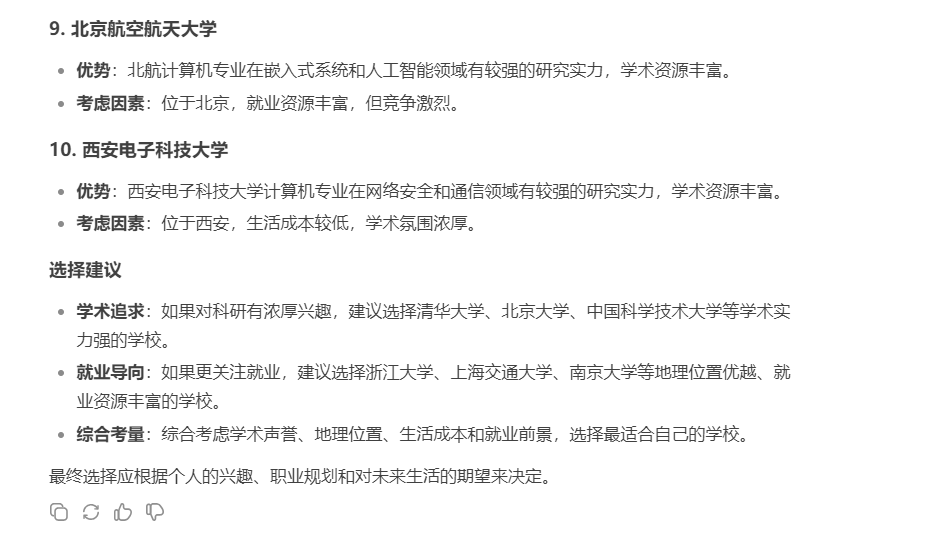 9. 北京航空航天大学
优势：北航计算机专业在嵌入式系统和人工智能领域有较强的研究实力，学术资源丰富。
考虑因素：位于北京，就业资源丰富，但竞争激烈。
10. 西安电子科技大学
优势：西安电子科技大学计算机专业在网络安全和通信领域有较强的研究实力，学术资源丰富。
考虑因素：位于西安，生活成本较低，学术氛围浓厚。
选择建议
学术追求：如果对科研有浓厚兴趣，建议选择清华大学、北京大学、中国科学技术大学等学术实
力强的学校。
就业导向：如果更关注就业，建议选择浙江大学、上海交通大学、南京大学等地理位置优越、就
业资源丰富的学校。
综合考量：综合考虑学术声誉、地理位置、生活成本和就业前景，选择最适合自己的学校。
最终选择应根据个人的兴趣、职业规划和对未来生活的期望来决定。